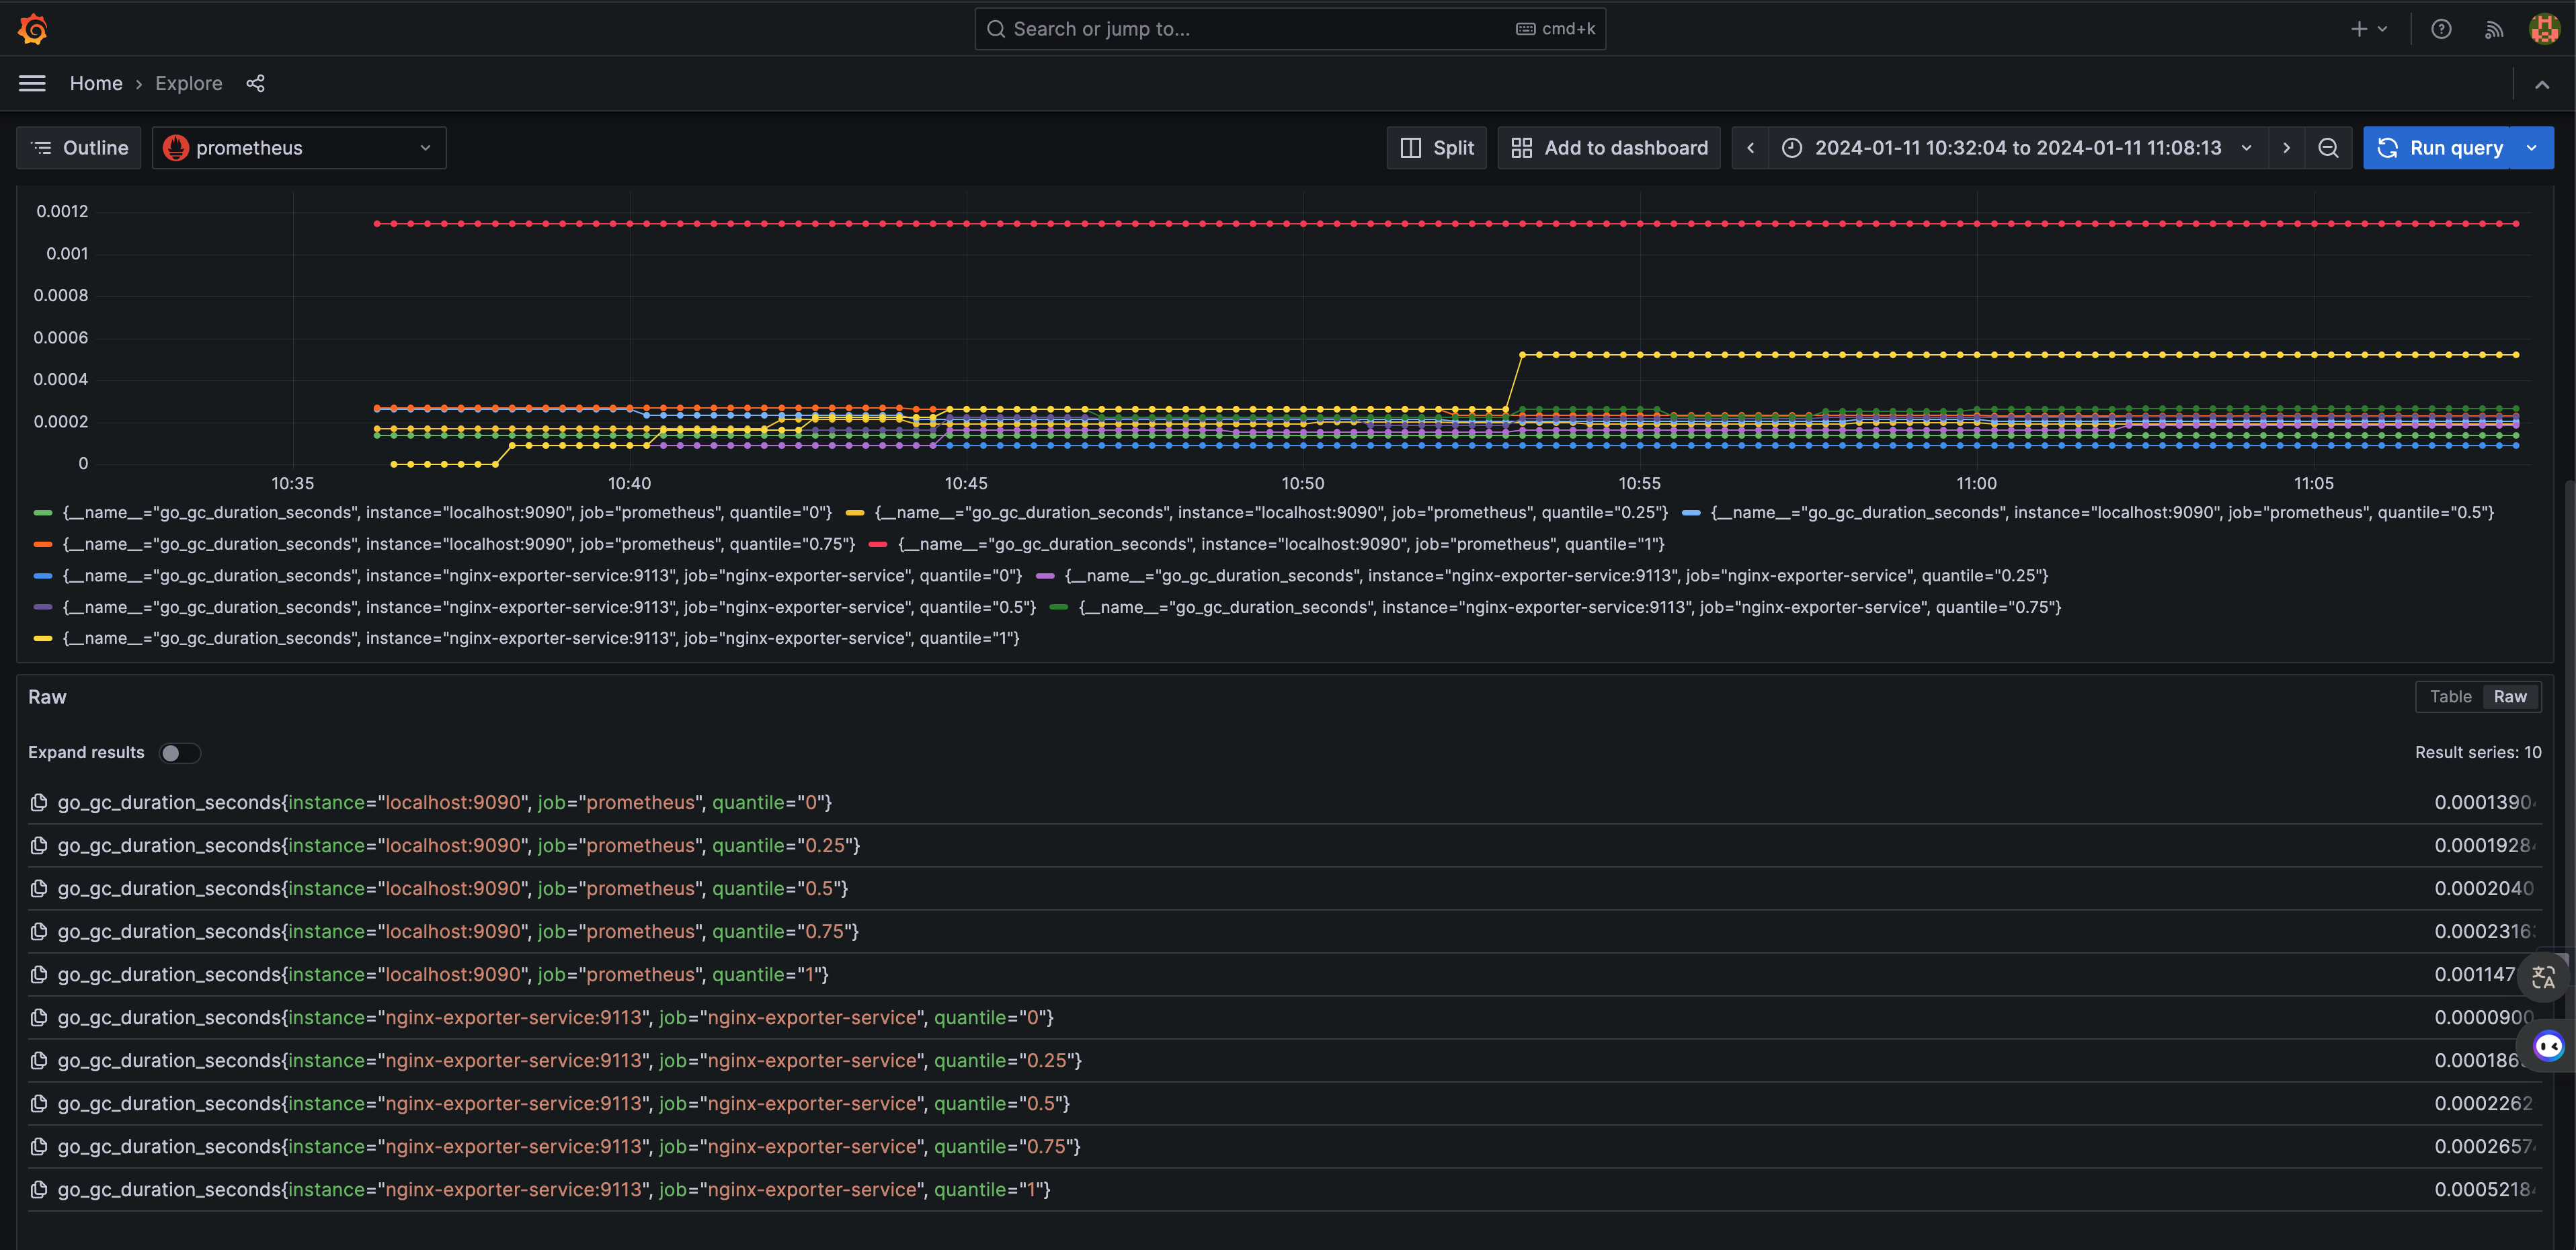 Search or jump to... cmd+k
Home › Explore
Outline prometheus Split Add to dashboard 2024-01-11 10:32:04 to 2024-01-11 11:08:13 Run query
0.0012
0.001
0.0008
0.0006
0.0004
0.0002
0
10:35 10:40 10:45 10:50 10:55 11:00 11:05
{__name__="go_gc_duration_seconds", instance="localhost:9090", job="prometheus", quantile="0"} {__name__="go_gc_duration_seconds", instance="localhost:9090", job="prometheus", quantile="0.25"} {__name__="go_gc_duration_seconds", instance="localhost:9090", job="prometheus", quantile="0.5"}
{__name__="go_gc_duration_seconds", instance="localhost:9090", job="prometheus", quantile="0.75"} {__name__="go_gc_duration_seconds", instance="localhost:9090", job="prometheus", quantile="1"}
{__name__="go_gc_duration_seconds", instance="nginx-exporter-service:9113", job="nginx-exporter-service", quantile="0"} {__name__="go_gc_duration_seconds", instance="nginx-exporter-service:9113", job="nginx-exporter-service", quantile="0.25"}
{__name__="go_gc_duration_seconds", instance="nginx-exporter-service:9113", job="nginx-exporter-service", quantile="0.5"} {__name__="go_gc_duration_seconds", instance="nginx-exporter-service:9113", job="nginx-exporter-service", quantile="0.75"}
{__name__="go_gc_duration_seconds", instance="nginx-exporter-service:9113", job="nginx-exporter-service", quantile="1"}
Raw Table Raw
Expand results Result series: 10
go_gc_duration_seconds{instance="localhost:9090", job="prometheus", quantile="0"} 0.0001390
go_gc_duration_seconds{instance="localhost:9090", job="prometheus", quantile="0.25"} 0.0001928
go_gc_duration_seconds{instance="localhost:9090", job="prometheus", quantile="0.5"} 0.0002040
go_gc_duration_seconds{instance="localhost:9090", job="prometheus", quantile="0.75"} 0.0002316
go_gc_duration_seconds{instance="localhost:9090", job="prometheus", quantile="1"} 0.001147
go_gc_duration_seconds{instance="nginx-exporter-service:9113", job="nginx-exporter-service", quantile="0"} 0.0000900
go_gc_duration_seconds{instance="nginx-exporter-service:9113", job="nginx-exporter-service", quantile="0.25"} 0.000186
go_gc_duration_seconds{instance="nginx-exporter-service:9113", job="nginx-exporter-service", quantile="0.5"} 0.0002262
go_gc_duration_seconds{instance="nginx-exporter-service:9113", job="nginx-exporter-service", quantile="0.75"} 0.0002657
go_gc_duration_seconds{instance="nginx-exporter-service:9113", job="nginx-exporter-service", quantile="1"} 0.0005218